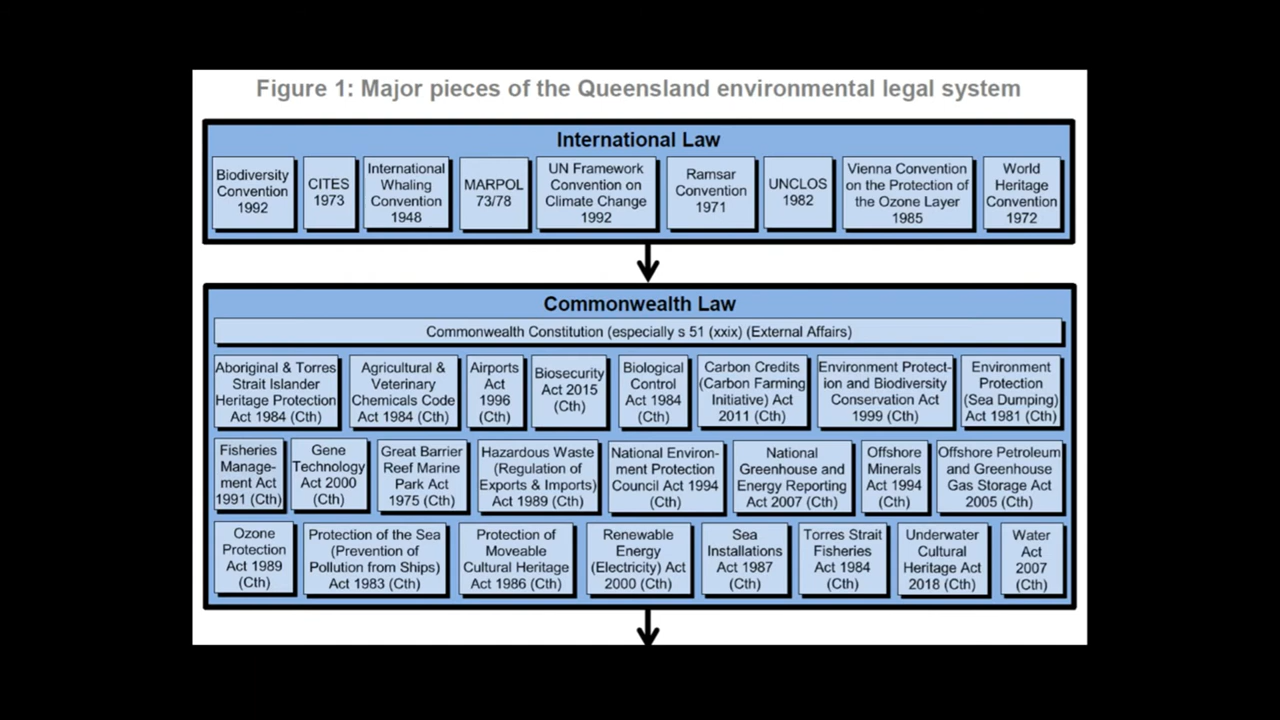 Figure 1: Major pieces of the Queensland environmental legal system
International Law
Biodiversity
Convention
1992
CITES
1973
International
Whaling
Convention
1948
MARPOL
73/78
UN Framework
Convention on
Climate Change
1992
Ramsar
Convention
1971
UNCLOS
1982
Vienna Convention
on the Protection of
the Ozone Layer
1985
World
Heritage
Convention
1972
Commonwealth Law
Commonwealth Constitution (especially s 51 (xxix) (External Affairs)
Aboriginal & Torres
Strait Islander
Heritage Protection
Act 1984 (Cth)
Agricultural &
Veterinary
Chemicals Code
Act 1984 (Cth)
Airports
Act
1996
(Cth)
Biosecurity
Act 2015
(Cth)
Biological
Control
Act 1984
(Cth)
Carbon Credits
(Carbon Farming
Initiative) Act
2011 (Cth)
Environment Protect-
ion and Biodiversity
Conservation Act
1999 (Cth)
Environment
Protection
(Sea Dumping)
Act 1981 (Cth)
Fisheries
Manage-
ment Act
1991 (Cth)
Gene
Technology
Act 2000
(Cth)
Great Barrier
Reef Marine
Park Act
1975 (Cth)
Hazardous Waste
(Regulation of
Exports & Imports)
Act 1989 (Cth)
National Environ-
ment Protection
Council Act 1994
(Cth)
National
Greenhouse and
Energy Reporting
Act 2007 (Cth)
Offshore
Minerals
Act 1994
(Cth)
Offshore Petroleum
and Greenhouse
Gas Storage Act
2005 (Cth)
Ozone
Protection
Act 1989
(Cth)
Protection of the Sea
(Prevention of
Pollution from Ships)
Act 1983 (Cth)
Protection of
Moveable
Cultural Heritage
Act 1986 (Cth)
Renewable
Energy
(Electricity) Act
2000 (Cth)
Sea
Installations
Act 1987
(Cth)
Torres Strait
Fisheries
Act 1984
(Cth)
Underwater
Cultural
Heritage Act
2018 (Cth)
Water
Act
2007
(Cth)